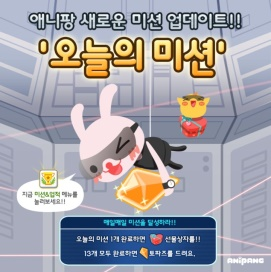 애니팡 새로운 미션 업데이트!!
'오늘의 미션'
지금 미션&업적 메뉴를
눌러보세요!!
매일매일 미션을 달성하라!!
오늘의 미션 1개 완료하면 선물상자를!!
13개 모두 완료하면 토파즈를 드려요.
ANIPANG